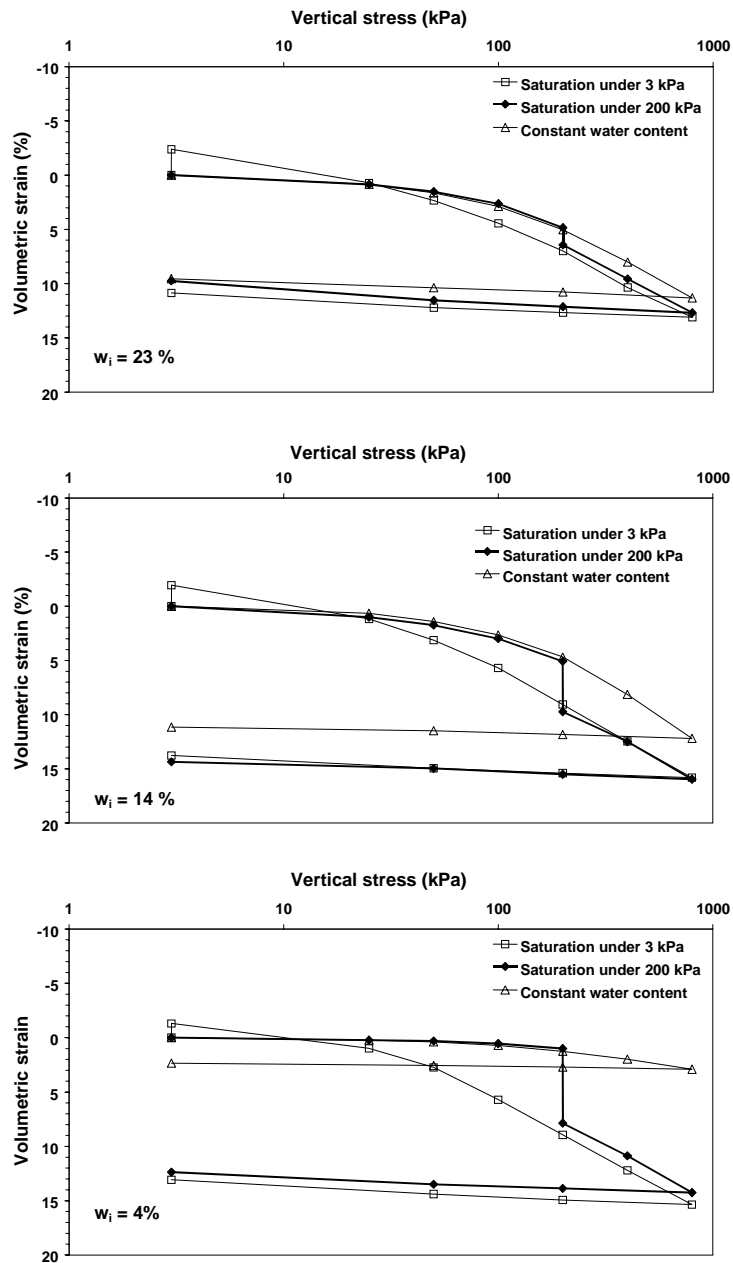 Vertical stress (kPa)
1 10 100 1000
-10
-5
0
5
10
15
20
Volumetric strain (%)
Saturation under 3 kPa
Saturation under 200 kPa
Constant water content
wi = 23 %
Vertical stress (kPa)
1 10 100 1000
-10
-5
0
5
10
15
20
Volumetric strain (%)
Saturation under 3 kPa
Saturation under 200 kPa
Constant water content
wi = 14 %
Vertical stress (kPa)
1 10 100 1000
-10
-5
0
5
10
15
20
Volumetric strain
Saturation under 3 kPa
Saturation under 200 kPa
Constant water content
wi = 4%